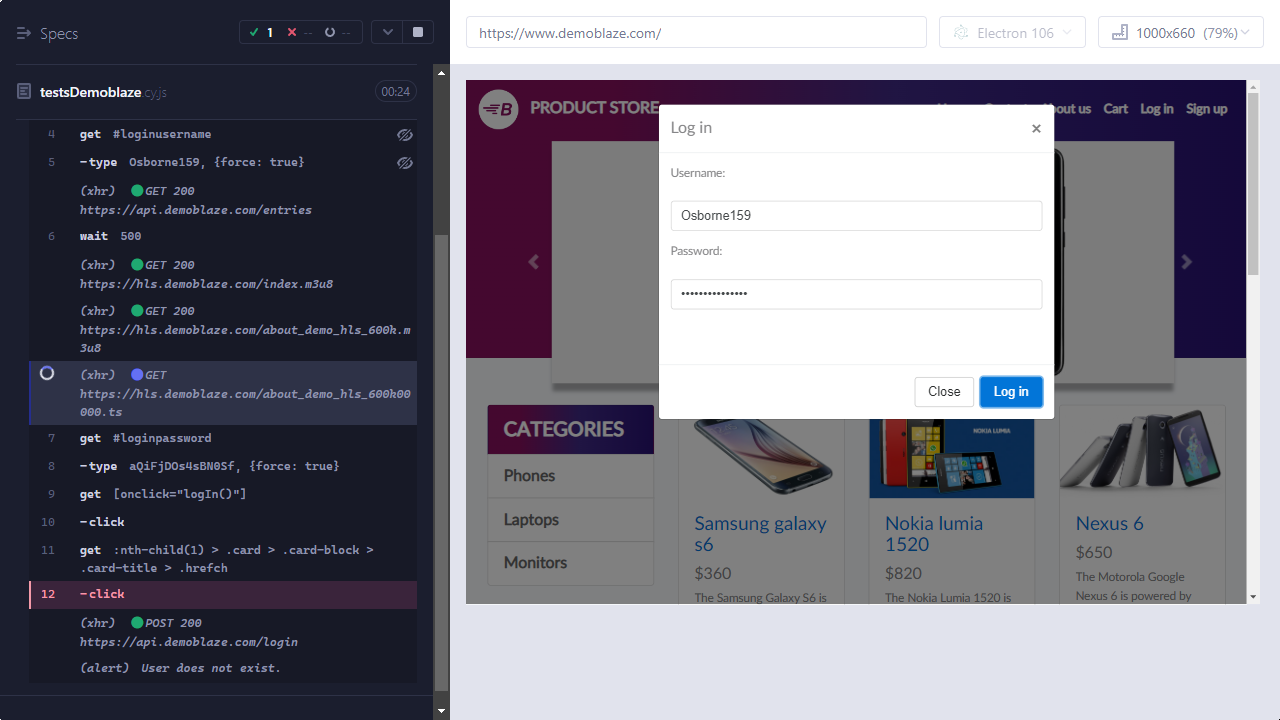 Specs
1
--
--
testsDemoblaze.cy.js
00:24
4 get #loginusername
5 -type Osborne159, {force: true}
(xhr) GET 200
https://api.demoblaze.com/entries
6 wait 500
(xhr) GET 200
https://hls.demoblaze.com/index.m3u8
(xhr) GET 200
https://hls.demoblaze.com/about_demo_hls_600k.m
3u8
(xhr) GET
https://hls.demoblaze.com/about_demo_hls_600k00
000.ts
7 get #loginpassword
8 -type aQiFjDOs4sBN0Sf, {force: true}
9 get [onclick="logIn()"]
10 -click
11 get :nth-child(1) > .card > .card-block >
.card-title > .hrefch
12 -click
(xhr) POST 200
https://api.demoblaze.com/login
(alert) User does not exist.
https://www.demoblaze.com/
Electron 106
1000x660 (79%)
B PRODUCT STORE
out us Cart Log in Sign up
Log in ×
Username:
Osborne159
Password:
•••••••••••••••
Close Log in
CATEGORIES
Phones
Laptops
Monitors
NOKIA LUMIA
Samsung galaxy
s6
$360
The Samsung Galaxy S6 is
Nokia lumia
1520
$820
The Nokia Lumia 1520 is
Nexus 6
$650
The Motorola Google
Nexus 6 is powered by